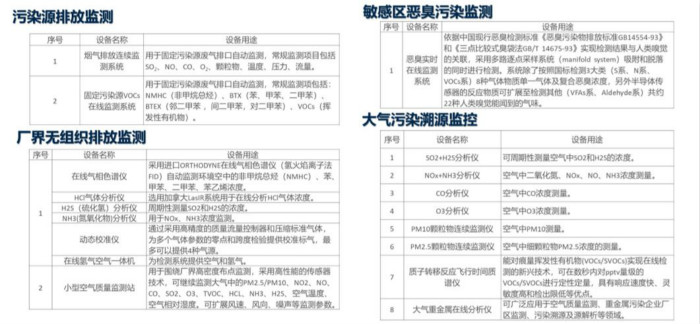 污染源排放监测
序号 设备名称 设备用途
1 烟气排放连续监测系统 用于固定污染源废气排口自动监测，常规监测项目包括SO₂、NO、CO、O₂、颗粒物、温度、压力、流量。
2 固定污染源VOCs在线监测系统 用于固定污染源废气排口自动监测，常规监测项包括：NMHC（非甲烷总烃）、BTX（苯、甲苯、二甲苯）、BTEX（邻二甲苯，间二甲苯、对二甲苯）、VOCs（挥发性有机物）。
厂界无组织排放监测
序号 设备名称 设备用途
1 在线气相色谱仪 采用进口ORTHODYNE在线气相色谱仪（氢火焰离子法FID）自动监测环境空中的非甲烷总烃（NMHC）、苯、甲苯、二甲苯、苯乙烯浓度。
HCl气体分析仪 选用加拿大LasIR系统用于在线分析HCl气体浓度。
H2S（硫化氢）分析仪 周期性测量SO2和H2S的浓度。
NH3(氮氧化物)分析仪 用于NOx、NH3浓度监测。
动态校准仪 通过采用高精度的质量流量控制器和压缩标准气体，为多个气体参数的零点和跨度检验提供校准标气，最多可以提供4种气源。
在线氢气空气一体机 为检测系统提供空气和氢气。
2 小型空气质量监测站 用于围绕厂界高密度布点监测，采用高性能的传感器技术，可继续监测大气中的PM2.5/PM10、NO2、NO、CO、SO2、O3、TVOC、HCL、NH3、H2S、空气温度、空气相对湿度。可扩展风速、风向、噪声等监测参数。
敏感区恶臭污染监测
序号 设备名称 设备用途
1 恶臭实时在线监测系统 依据中国现行恶臭检测标准《恶臭污染物排放标准GB14554-93》和《三点比较式臭袋法GB/T 14675-93》实现检测结果与人类嗅觉的关联，采用多路逐点采样系统（manifold system）吸附和脱落的同时进行检测。系统除了按照国标检测3大类（S系、N系、VOCs系）8种气体物质单一气体及复合恶臭浓度，另外半导体传感器的反应物质可扩展至检测其他（VFAs系、Aldehyde系）共约22种人类嗅觉能闻到的气味。
大气污染溯源监控
序号 设备名称 设备用途
1 SO2+H2S分析仪 可周期性测量空气中SO2和H2S的浓度。
2 NOx+NH3分析仪 空气中二氧化氮、NO、NO、NH3浓度测量。
3 CO分析仪 空气中CO浓度测量。
4 O3分析仪 空气中O3浓度测量。
5 PM10颗粒物连续监测仪 空气中PM10测量。
6 PM2.5颗粒物连续监测仪 空气中细颗粒物PM2.5浓度的测量。
7 质子转移反应飞行时间质谱仪 能对痕量挥发性有机物(VOCs/SVOCs)实现在线检测的新兴技术，可在数秒内对pptv量级的VOCs/SVOCs进行定性定量，具有响应速度快、灵敏度高和检出限低等优点。
8 大气重金属在线分析仪 可广泛应用于空气质量监测、重金属污染企业厂区监测、污染溯源及源解析等领域。